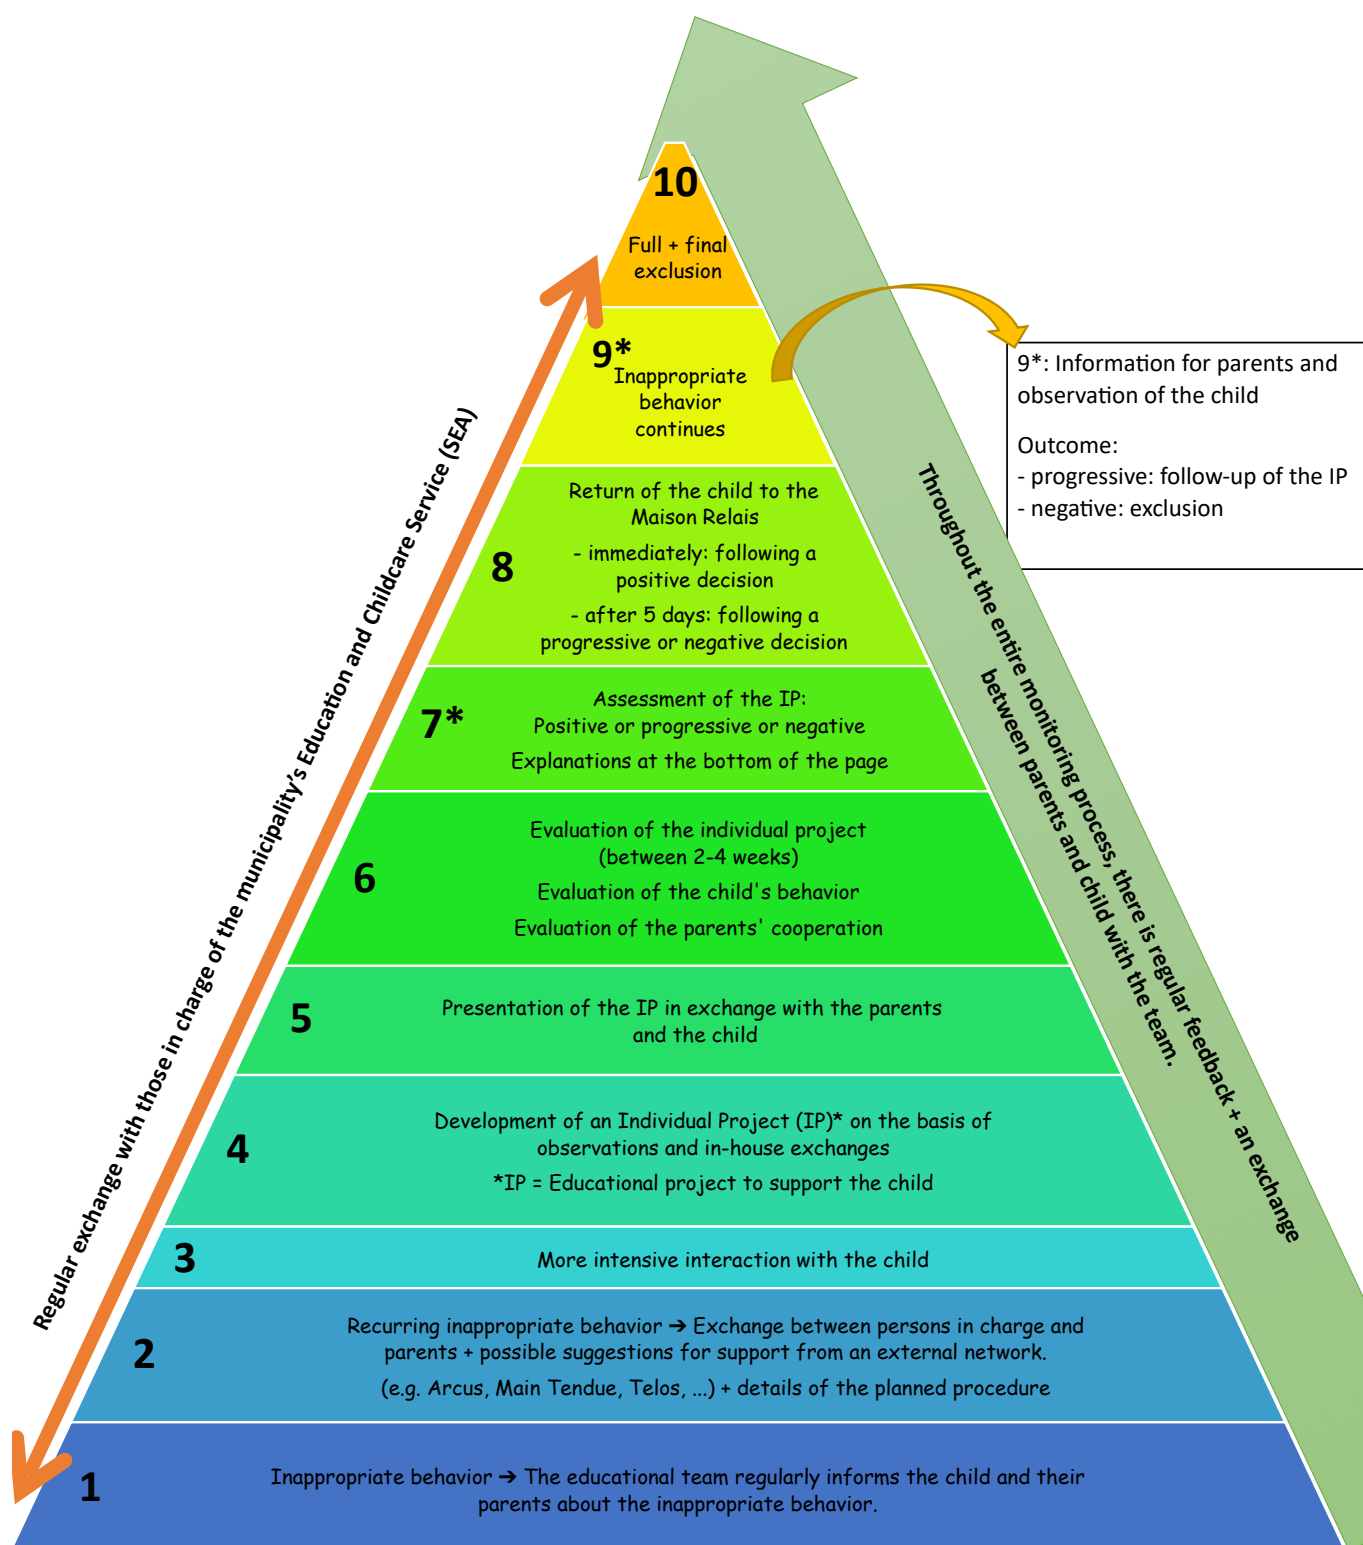 10
Full + final
exclusion
9*
Inappropriate
behavior
continues
9*: Information for parents and
observation of the child
Outcome:
- progressive: follow-up of the IP
- negative: exclusion
8
Return of the child to the
Maison Relais
- immediately: following a
positive decision
- after 5 days: following a
progressive or negative decision
7*
Assessment of the IP:
Positive or progressive or negative
Explanations at the bottom of the page
6
Evaluation of the individual project
(between 2-4 weeks)
Evaluation of the child's behavior
Evaluation of the parents' cooperation
5
Presentation of the IP in exchange with the parents
and the child
4
Development of an Individual Project (IP)* on the basis of
observations and in-house exchanges
*IP = Educational project to support the child
3
More intensive interaction with the child
2
Recurring inappropriate behavior ➔ Exchange between persons in charge and
parents + possible suggestions for support from an external network.
(e.g. Arcus, Main Tendue, Telos, ...) + details of the planned procedure
1
Inappropriate behavior ➔ The educational team regularly informs the child and their
parents about the inappropriate behavior.
Regular exchange with those in charge of the municipality’s Education and Childcare Service (SEA)
Throughout the entire monitoring process, there is regular feedback + an exchange
between parents and child with the team.